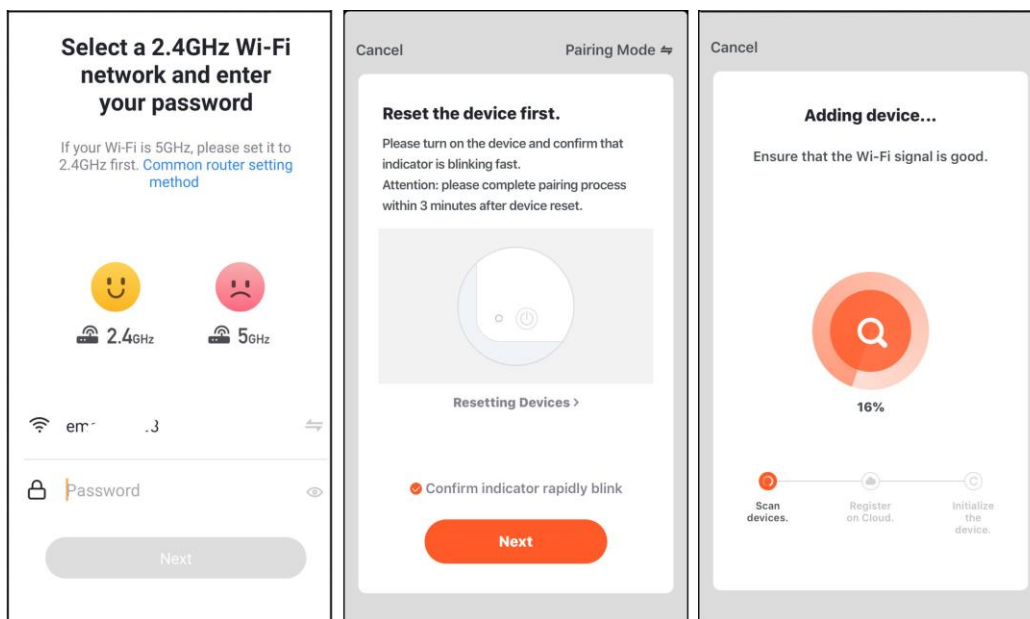 Select a 2.4GHz Wi-Fi
network and enter
your password
If your Wi-Fi is 5GHz, please set it to
2.4GHz first. Common router setting
method
2.4GHz
5GHz
Password
Next
Cancel
Pairing Mode
Reset the device first.
Please turn on the device and confirm that
indicator is blinking fast.
Attention: please complete pairing process
within 3 minutes after device reset.
Resetting Devices >
Confirm indicator rapidly blink
Next
Cancel
Adding device...
Ensure that the Wi-Fi signal is good.
16%
Scan
devices.
Register
on Cloud.
Initialize
the
device.